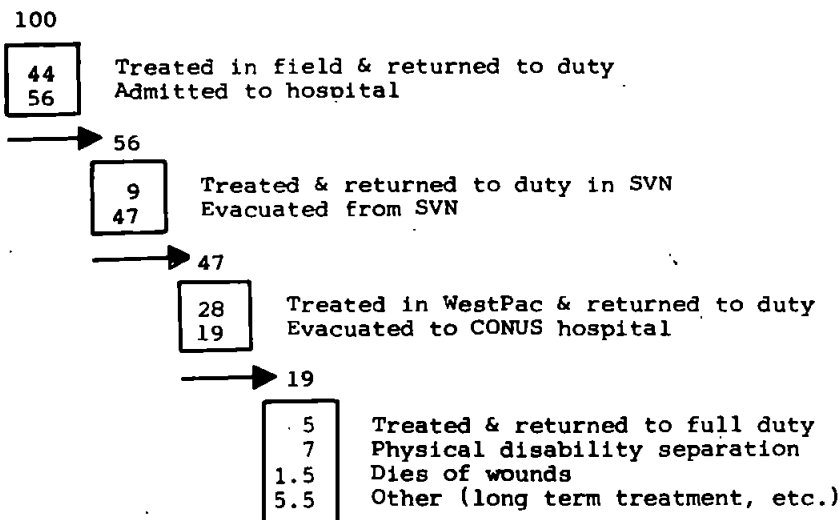 100
44 Treated in field & returned to duty
56 Admitted to hospital
56
9 Treated & returned to duty in SVN
47 Evacuated from SVN
47
28 Treated in WestPac & returned to duty
19 Evacuated to CONUS hospital
19
5 Treated & returned to full duty
7 Physical disability separation
1.5 Dies of wounds
5.5 Other (long term treatment, etc.)